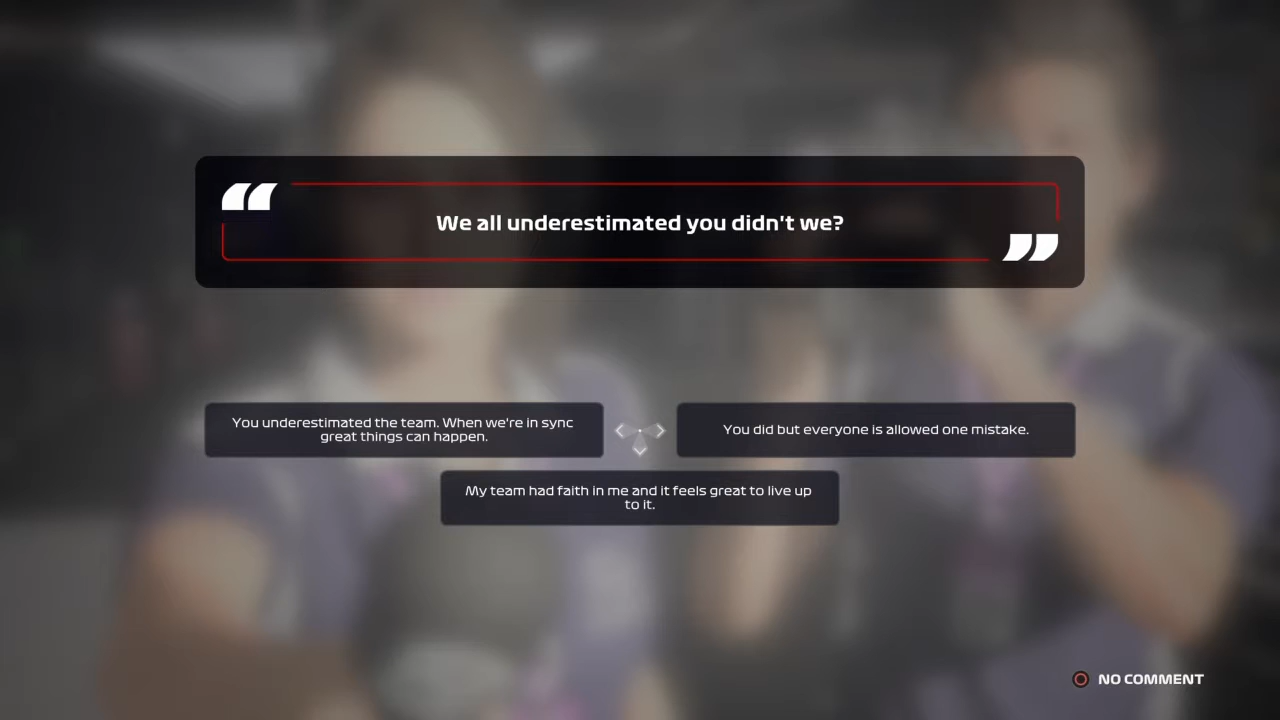 We all underestimated you didn't we?
You underestimated the team. When we're in sync
great things can happen.
You did but everyone is allowed one mistake.
My team had faith in me and it feels great to live up
to it.
NO COMMENT